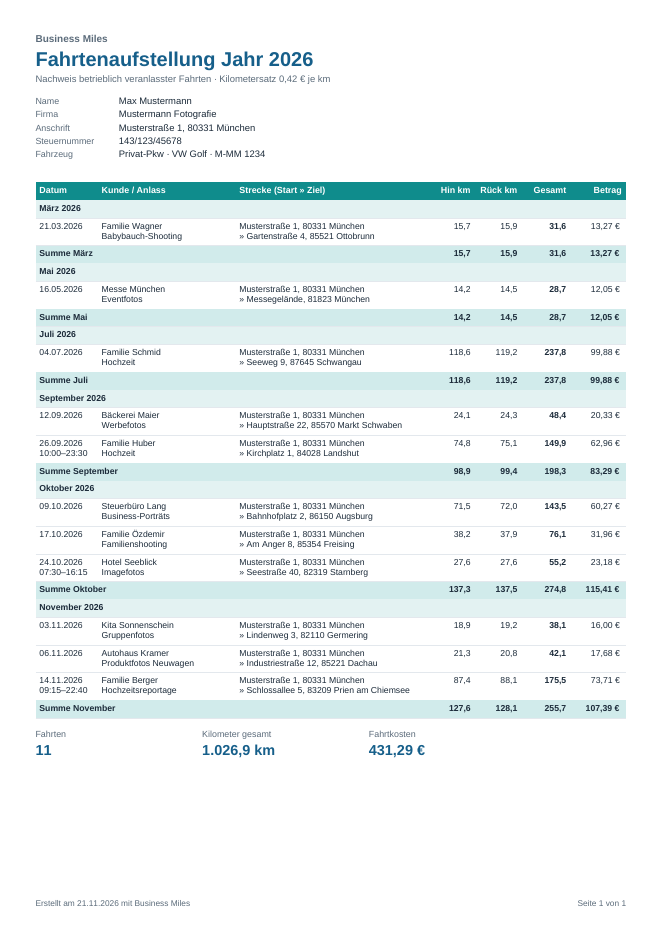 Business Miles
Fahrtenaufstellung Jahr 2026
Nachweis betrieblich veranlasster Fahrten · Kilometersatz 0,42 € je km
Name Max Mustermann
Firma Mustermann Fotografie
Anschrift Musterstraße 1, 80331 München
Steuernummer 143/123/45678
Fahrzeug Privat-Pkw · VW Golf · M-MM 1234
Datum Kunde / Anlass Strecke (Start » Ziel) Hin km Rück km Gesamt Betrag
März 2026
21.03.2026 Familie Wagner Musterstraße 1, 80331 München 15,7 15,9 31,6 13,27 €
Babybauch-Shooting » Gartenstraße 4, 85521 Ottobrunn
Summe März 15,7 15,9 31,6 13,27 €
Mai 2026
16.05.2026 Messe München Musterstraße 1, 80331 München 14,2 14,5 28,7 12,05 €
Eventfotos » Messegelände, 81823 München
Summe Mai 14,2 14,5 28,7 12,05 €
Juli 2026
04.07.2026 Familie Schmid Musterstraße 1, 80331 München 118,6 119,2 237,8 99,88 €
Hochzeit » Seeweg 9, 87645 Schwangau
Summe Juli 118,6 119,2 237,8 99,88 €
September 2026
12.09.2026 Bäckerei Maier Musterstraße 1, 80331 München 24,1 24,3 48,4 20,33 €
Werbefotos » Hauptstraße 22, 85570 Markt Schwaben
26.09.2026 Familie Huber Musterstraße 1, 80331 München 74,8 75,1 149,9 62,96 €
10:00–23:30 Hochzeit » Kirchplatz 1, 84028 Landshut
Summe September 98,9 99,4 198,3 83,29 €
Oktober 2026
09.10.2026 Steuerbüro Lang Musterstraße 1, 80331 München 71,5 72,0 143,5 60,27 €
Business-Porträts » Bahnhofplatz 2, 86150 Augsburg
17.10.2026 Familie Özdemir Musterstraße 1, 80331 München 38,2 37,9 76,1 31,96 €
Familienshooting » Am Anger 8, 85354 Freising
24.10.2026 Hotel Seeblick Musterstraße 1, 80331 München 27,6 27,6 55,2 23,18 €
07:30–16:15 Imagefotos » Seestraße 40, 82319 Starnberg
Summe Oktober 137,3 137,5 274,8 115,41 €
November 2026
03.11.2026 Kita Sonnenschein Musterstraße 1, 80331 München 18,9 19,2 38,1 16,00 €
Gruppenfotos » Lindenweg 3, 82110 Germering
06.11.2026 Autohaus Kramer Musterstraße 1, 80331 München 21,3 20,8 42,1 17,68 €
Produktfotos Neuwagen » Industriestraße 12, 85221 Dachau
14.11.2026 Familie Berger Musterstraße 1, 80331 München 87,4 88,1 175,5 73,71 €
09:15–22:40 Hochzeitsreportage » Schlossallee 5, 83209 Prien am Chiemsee
Summe November 127,6 128,1 255,7 107,39 €
Fahrten Kilometer gesamt Fahrtkosten
11 1.026,9 km 431,29 €
Erstellt am 21.11.2026 mit Business Miles Seite 1 von 1